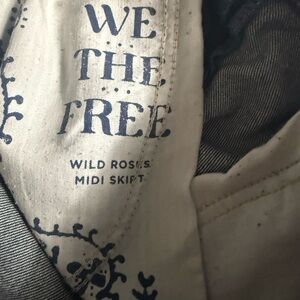 WE
THE
FREE
WILD ROSES
MIDI SKIRT